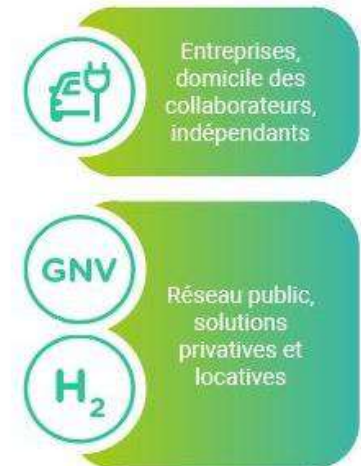 Entreprises,
domicile des
collaborateurs,
indépendants
GNV
H₂
Réseau public,
solutions
privatives et
locatives